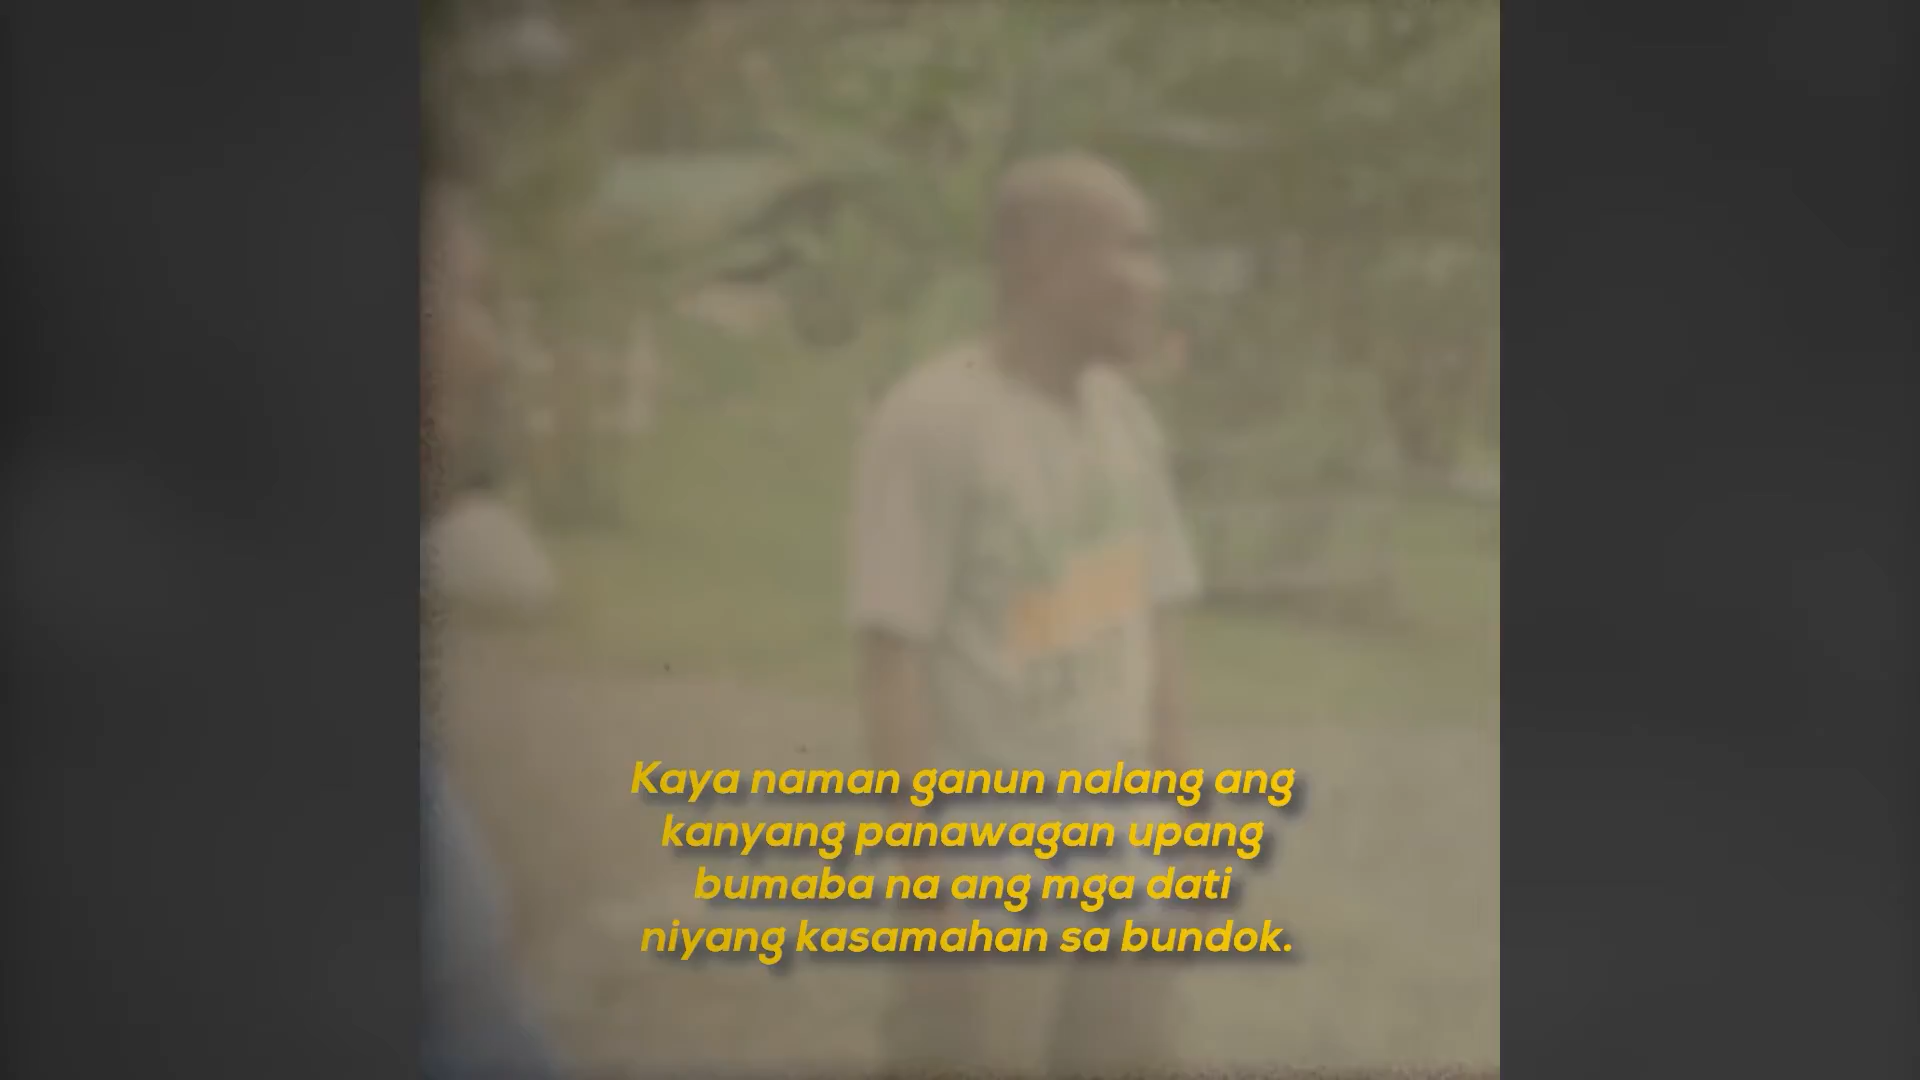 Kaya naman ganun nalang ang
kanyang panawagan upang
bumaba na ang mga dati
niyang kasamahan sa bundok.